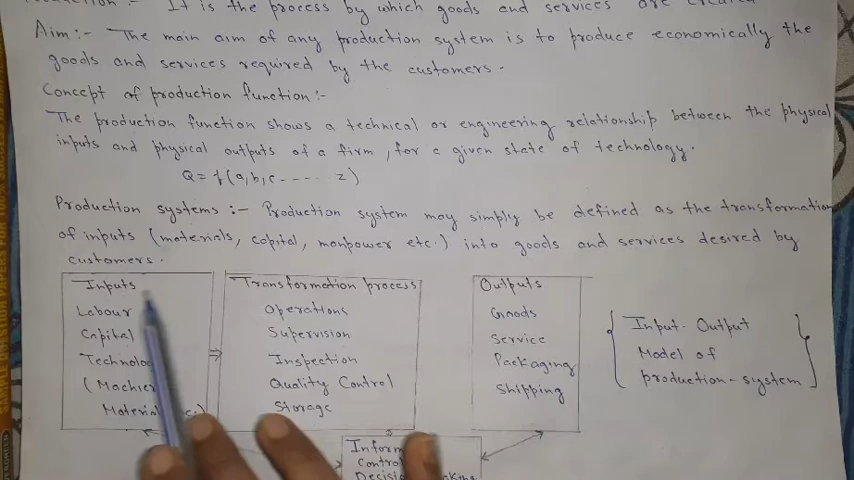 It is the process by which goods and services are created
Aim:- The main aim of any production system is to produce economically the
goods and services required by the customers.
Concept of production function:-
The production function shows a technical or engineering relationship between the physical
inputs and physical outputs of a firm, for a given state of technology.
Q = f(a,b,c.......z)
Production systems:- Production system may simply be defined as the transformation
of inputs (materials, capital, manpower etc.) into goods and services desired by
customers.
Inputs
Labour
Capital
(
Transformation process
Operations
Supervision
Inspection
Quality Control
Storage
Outputs
Goods
Service
Packaging
Shipping
{ Input-Output
Model of
production-system }